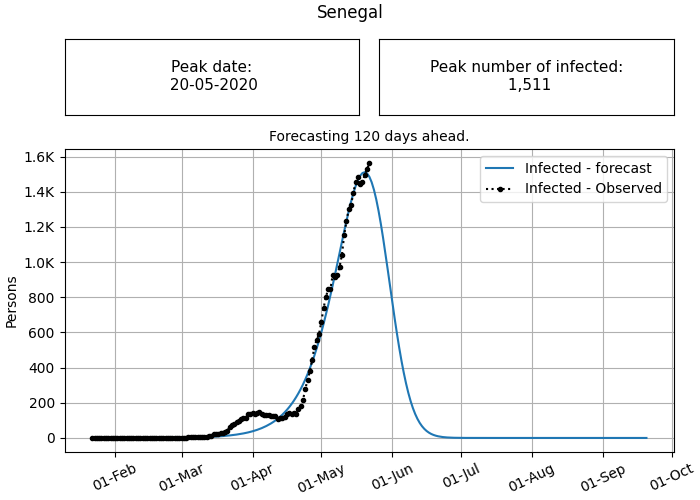 Senegal
Peak date:
20-05-2020
Peak number of infected:
1,511
Forecasting 120 days ahead.
Infected - forecast
Infected - Observed
Persons
1.6K
1.4K
1.2K
1.0K
800
600
400
200
0
01-Feb
01-Mar
01-Apr
01-May
01-Jun
01-Jul
01-Aug
01-Sep
01-Oct